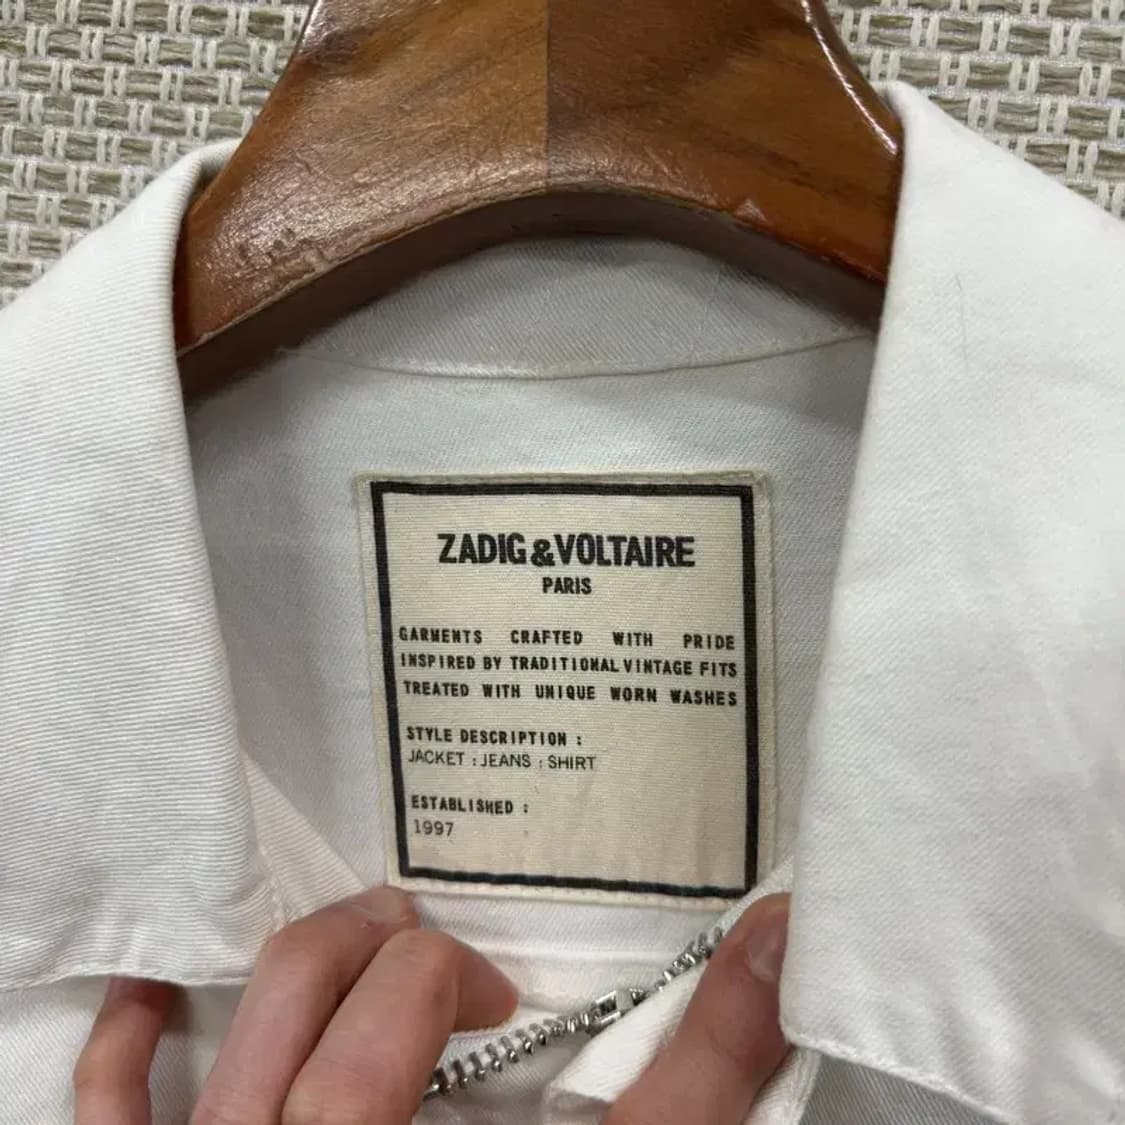 ZADIG&VOLTAIRE
PARIS
GARMENTS CRAFTED WITH PRIDE
INSPIRED BY TRADITIONAL VINTAGE FITS
TREATED WITH UNIQUE WORN WASHES
STYLE DESCRIPTION :
JACKET : JEANS : SHIRT
ESTABLISHED :
1997